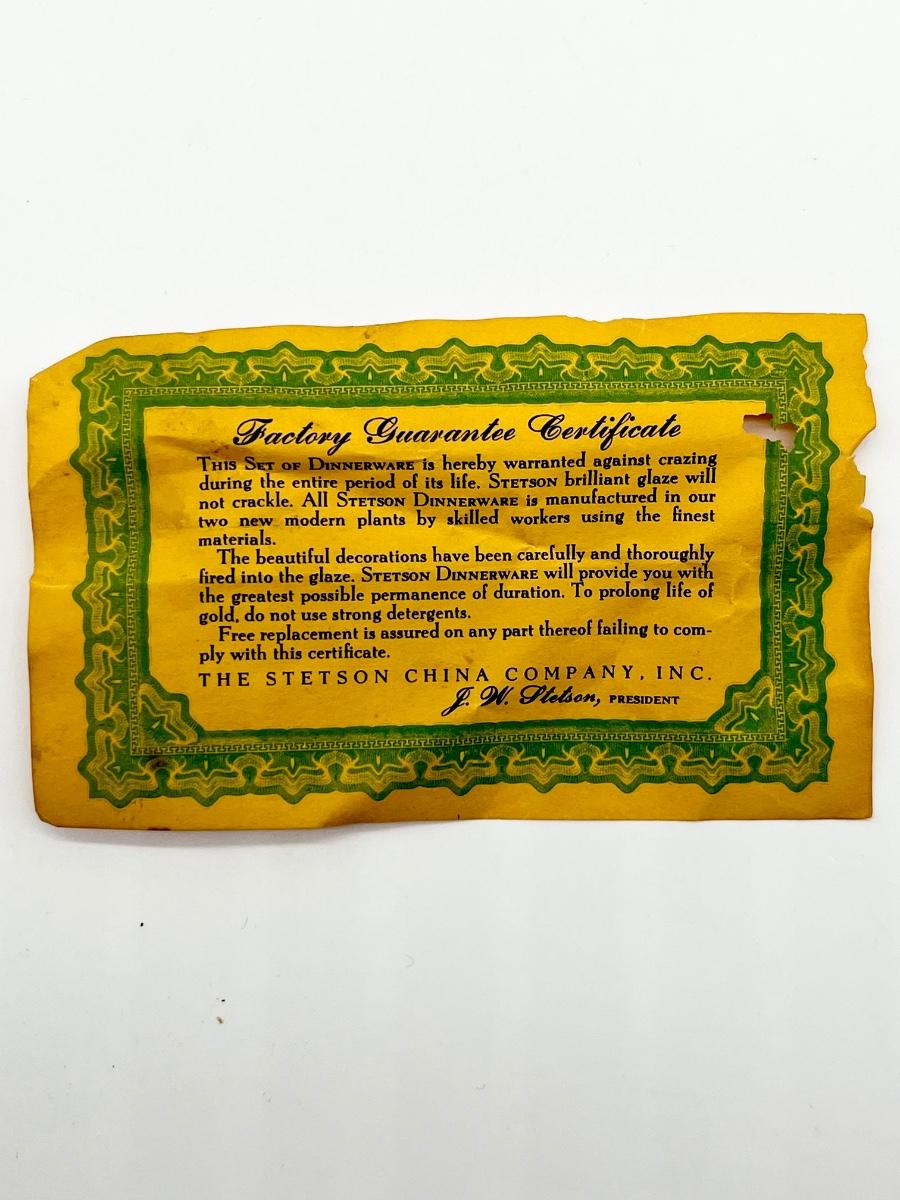 Factory Guarantee Certificate
THIS SET OF DINNERWARE is hereby warranted against crazing
during the entire period of its life. STETSON brilliant glaze will
not crackle. All STETSON DINNERWARE is manufactured in our
two new modern plants by skilled workers using the finest
materials.
The beautiful decorations have been carefully and thoroughly
fired into the glaze. STETSON DINNERWARE will provide you with
the greatest possible permanence of duration. To prolong life of
gold, do not use strong detergents.
Free replacement is assured on any part thereof failing to com-
ply with this certificate.
THE STETSON CHINA COMPANY, INC.
J. W. Stetson, PRESIDENT